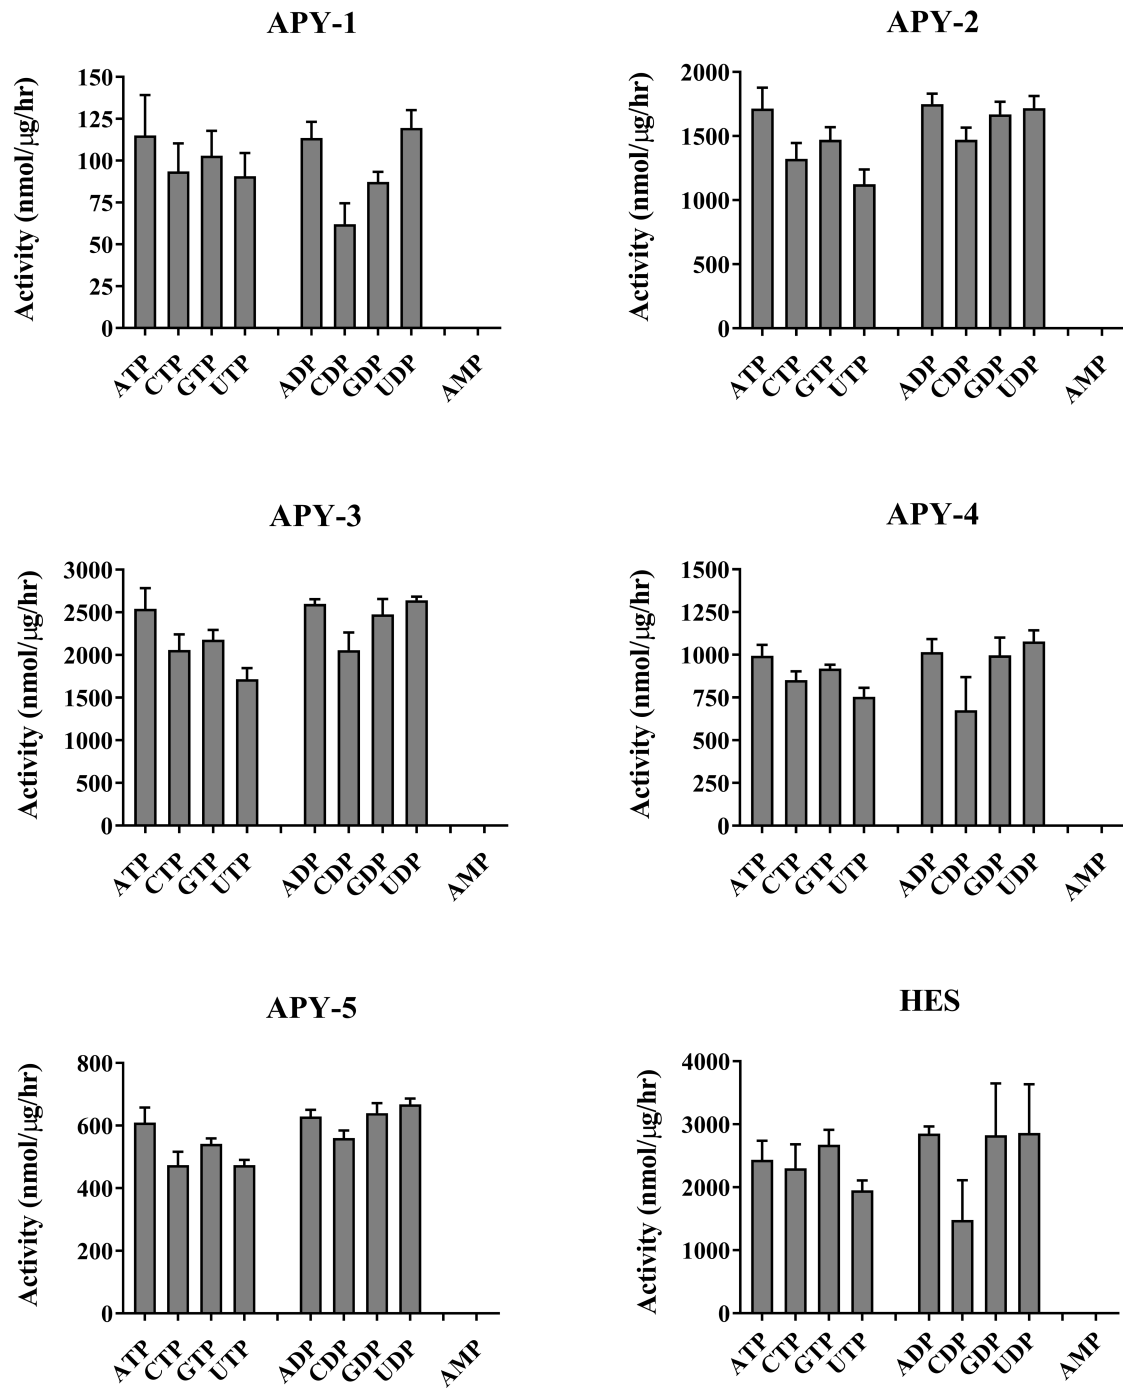 APY-1
Activity (nmol/μg/hr)
150
125
100
75
50
25
0
ATP CTP GTP UTP ADP CDP GDP UDP AMP
APY-2
Activity (nmol/μg/hr)
2000
1500
1000
500
0
ATP CTP GTP UTP ADP CDP GDP UDP AMP
APY-3
Activity (nmol/μg/hr)
3000
2500
2000
1500
1000
500
0
ATP CTP GTP UTP ADP CDP GDP UDP AMP
APY-4
Activity (nmol/μg/hr)
1500
1250
1000
750
500
250
0
ATP CTP GTP UTP ADP CDP GDP UDP AMP
APY-5
Activity (nmol/μg/hr)
800
600
400
200
0
ATP CTP GTP UTP ADP CDP GDP UDP AMP
HES
Activity (nmol/μg/hr)
4000
3000
2000
1000
0
ATP CTP GTP UTP ADP CDP GDP UDP AMP